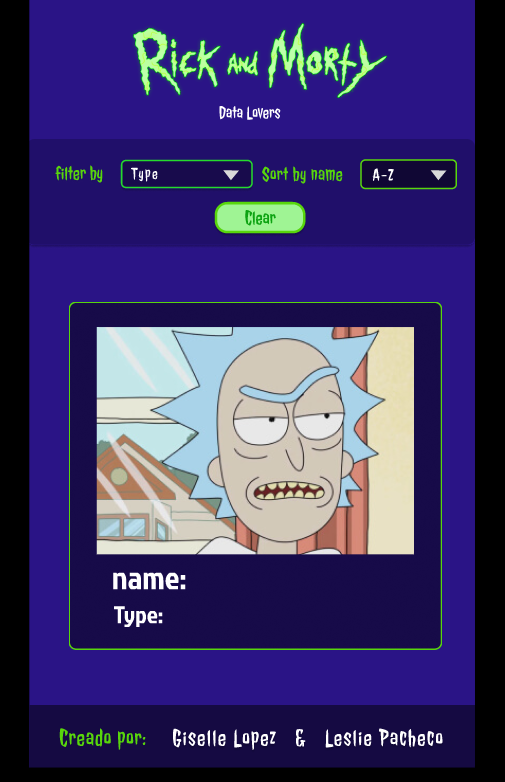 Rick and Morty
Data Lovers
filter by Type Sort by name A-Z
Clear
name:
Type:
Creado por: Giselle Lopez & Leslie Pacheco